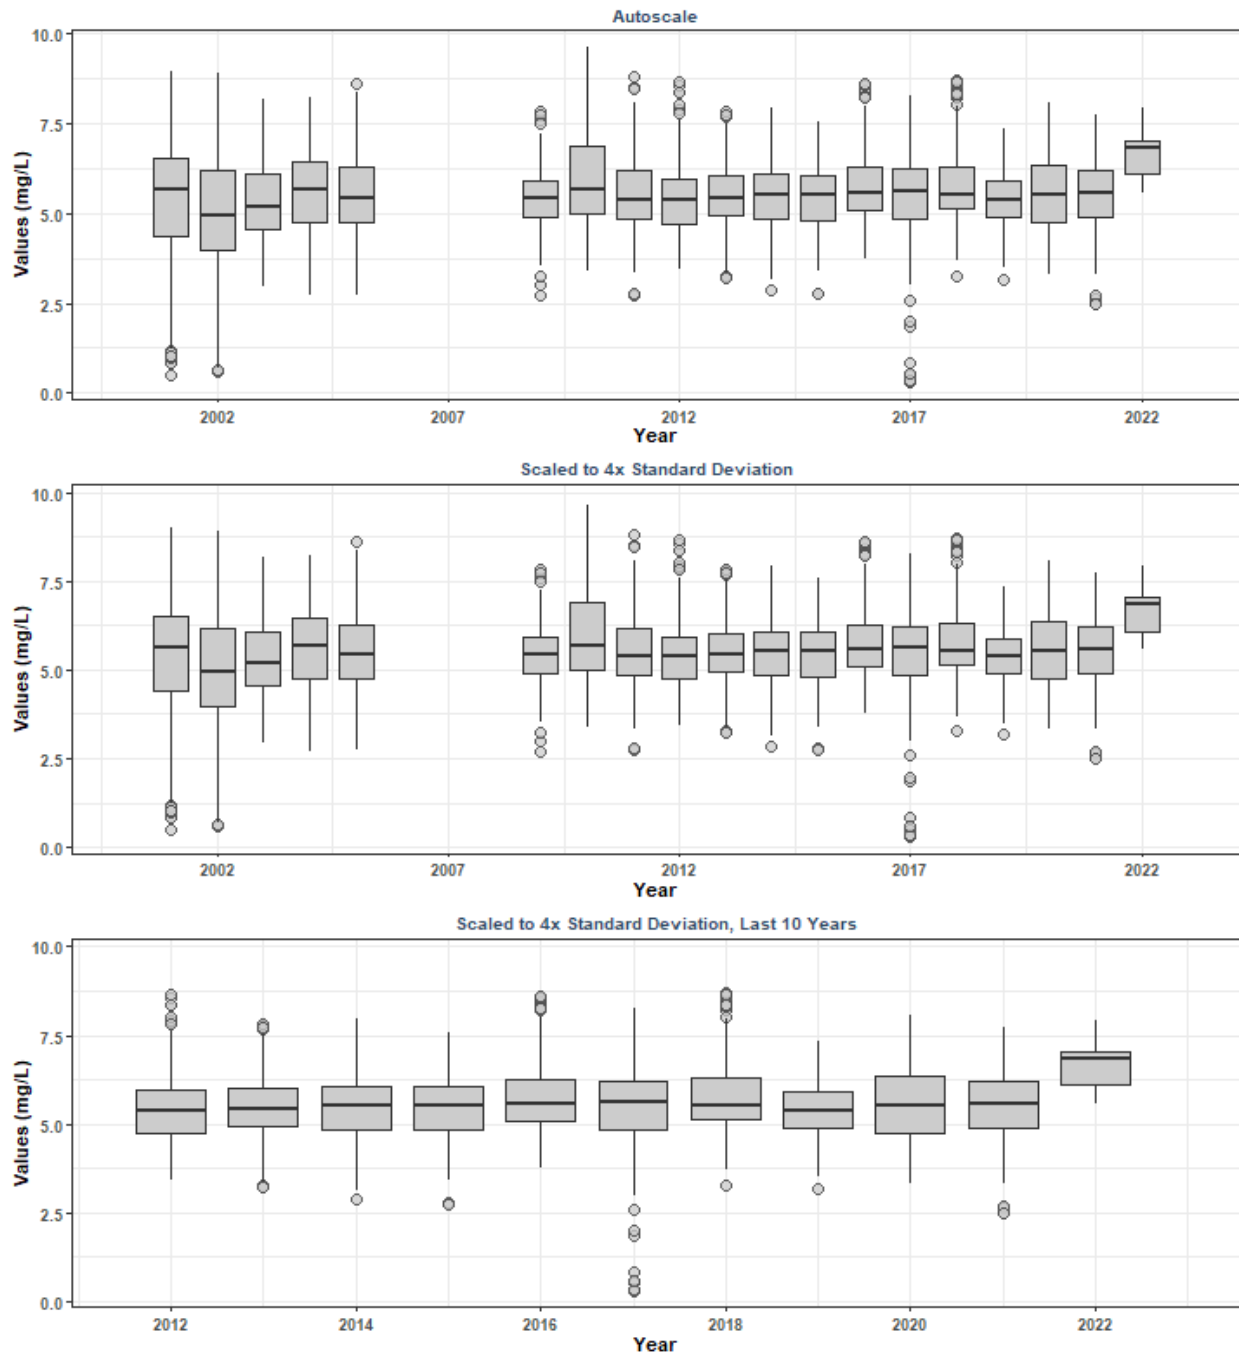 Autoscale
10.0
7.5
5.0
2.5
0.0
Values (mg/L)
2002 2007 2012 2017 2022
Year
Scaled to 4x Standard Deviation
10.0
7.5
5.0
2.5
0.0
Values (mg/L)
2002 2007 2012 2017 2022
Year
Scaled to 4x Standard Deviation, Last 10 Years
10.0
7.5
5.0
2.5
0.0
Values (mg/L)
2012 2014 2016 2018 2020 2022
Year